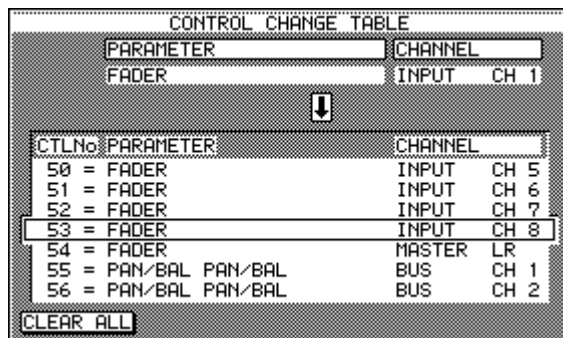 CONTROL CHANGE TABLE
PARAMETER CHANNEL
FADER INPUT CH 1
CTLNo PARAMETER CHANNEL
50 = FADER INPUT CH 5
51 = FADER INPUT CH 6
52 = FADER INPUT CH 7
53 = FADER INPUT CH 8
54 = FADER MASTER LR
55 = PAN/BAL PAN/BAL BUS CH 1
56 = PAN/BAL PAN/BAL BUS CH 2
CLEAR ALL